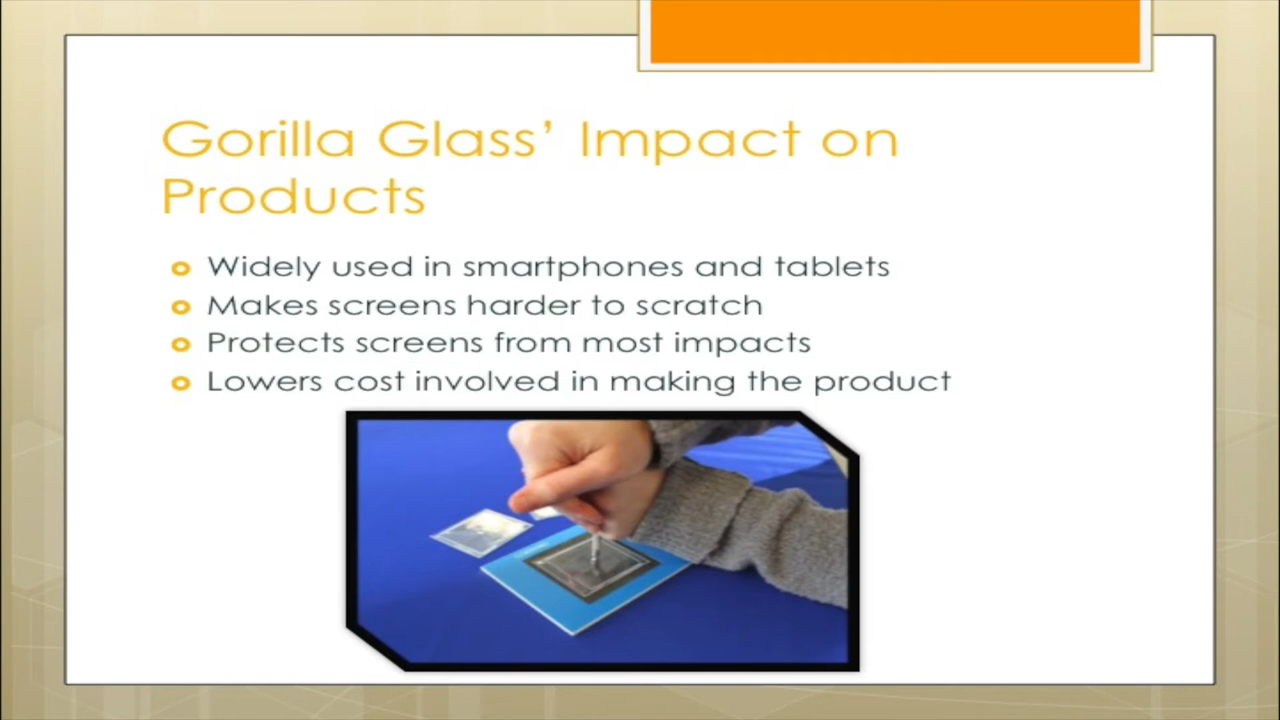 Gorilla Glass’ Impact on
Products
Widely used in smartphones and tablets
Makes screens harder to scratch
Protects screens from most impacts
Lowers cost involved in making the product